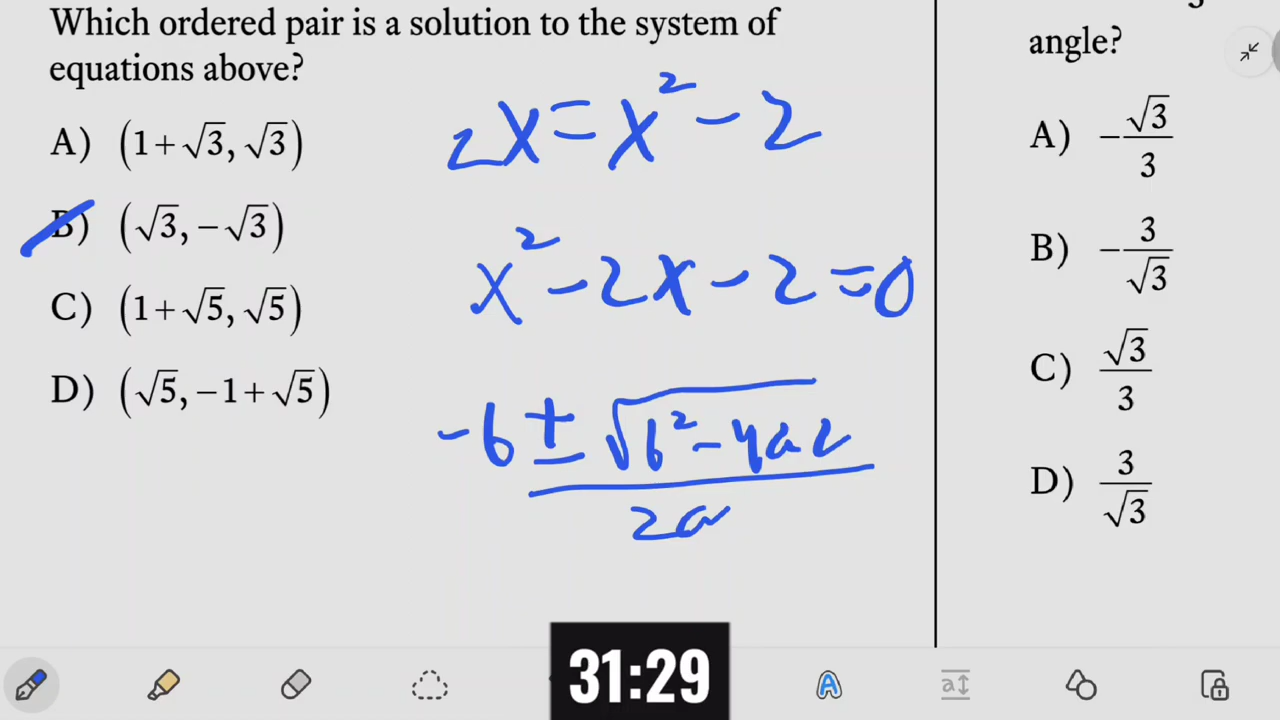 Which ordered pair is a solution to the system of
equations above?
A) (1+√3, √3)
B) (√3, −√3)
C) (1+√5, √5)
D) (√5, −1+√5)
2x = x² − 2
x² − 2x − 2 = 0
−b ± √b² − 4ac
2a
angle?
A) −√3/3
B) −3/√3
C) √3/3
D) 3/√3
31:29
A
a